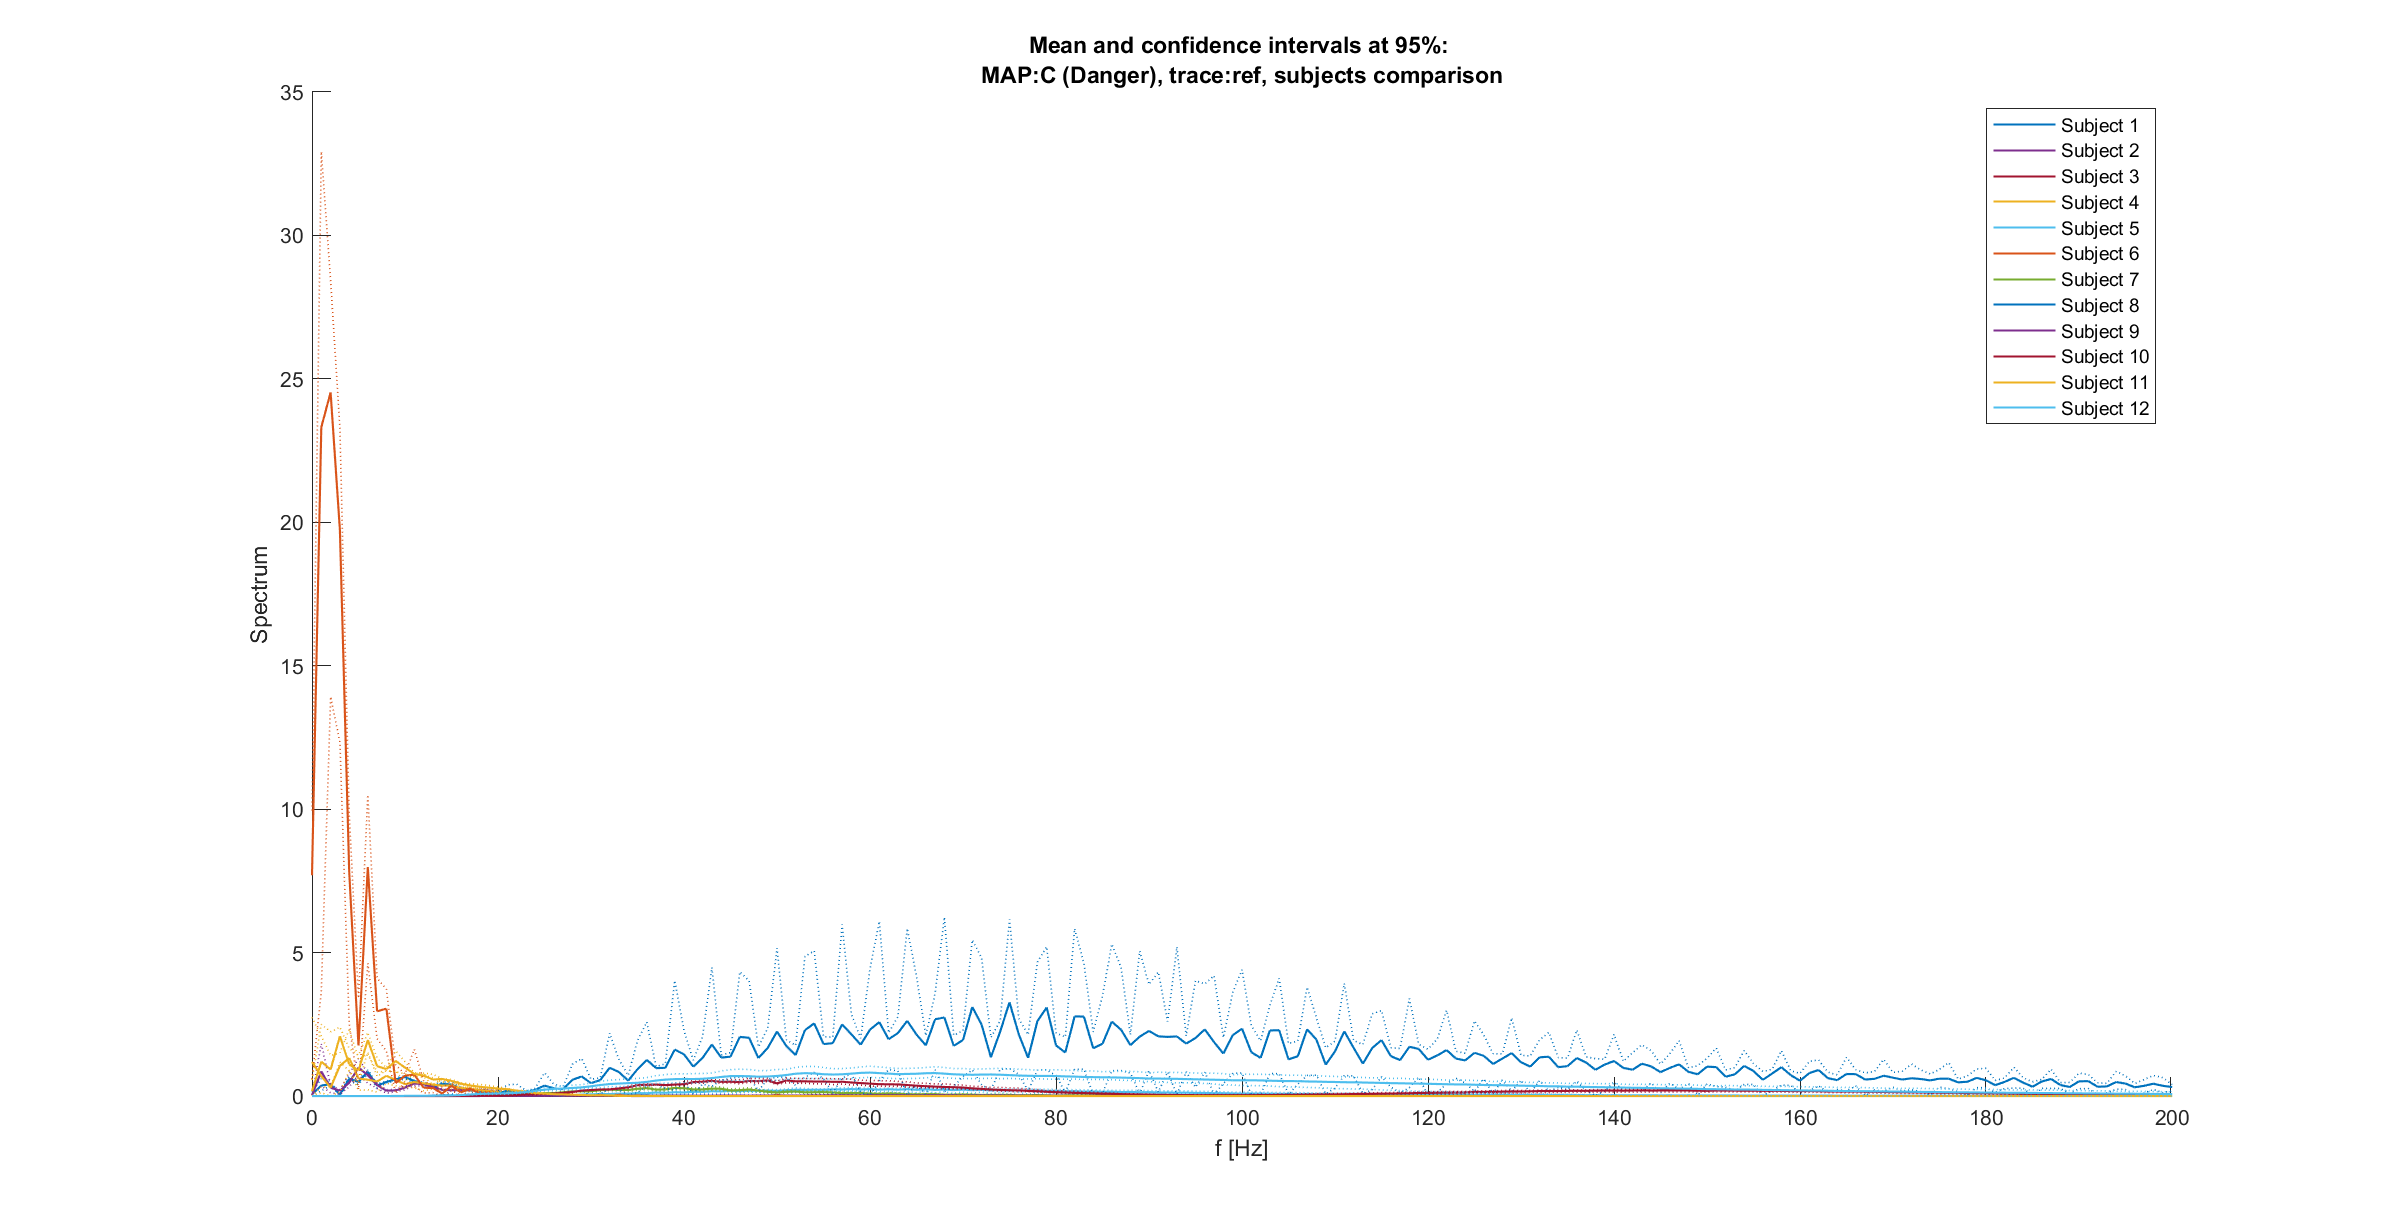 Mean and confidence intervals at 95%:
MAP:C (Danger), trace:ref, subjects comparison
35
30
25
20
15
10
5
0
Spectrum
0 20 40 60 80 100 120 140 160 180 200
f [Hz]
Subject 1
Subject 2
Subject 3
Subject 4
Subject 5
Subject 6
Subject 7
Subject 8
Subject 9
Subject 10
Subject 11
Subject 12